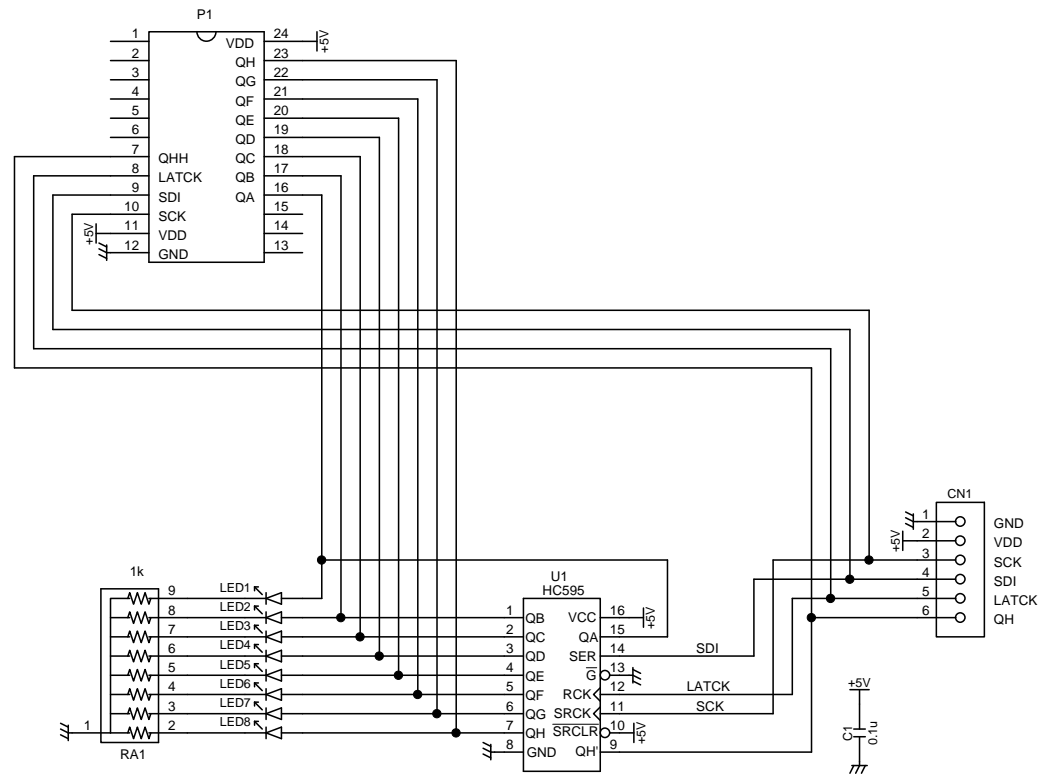 P1
1 VDD 24 +5V
2 QH 23
3 QG 22
4 QF 21
5 QE 20
6 QD 19
7 QHH QC 18
8 LATCK QB 17
9 SDI QA 16
10 SCK 15
+5V 11 VDD 14
12 GND 13
CN1
1 GND
+5V 2 VDD
3 SCK
4 SDI
5 LATCK
6 QH
1k
9 LED1
8 LED2
7 LED3
6 LED4
5 LED5
4 LED6
3 LED7
1 2 LED8
RA1
U1
HC595
1 QB VCC 16 +5V
2 QC QA 15
3 QD SER 14 SDI
4 QE G 13
5 QF RCK 12 LATCK
6 QG SRCK 11 SCK
7 QH SRCLR 10 +5V
8 GND QH' 9
+5V
C1
0.1u